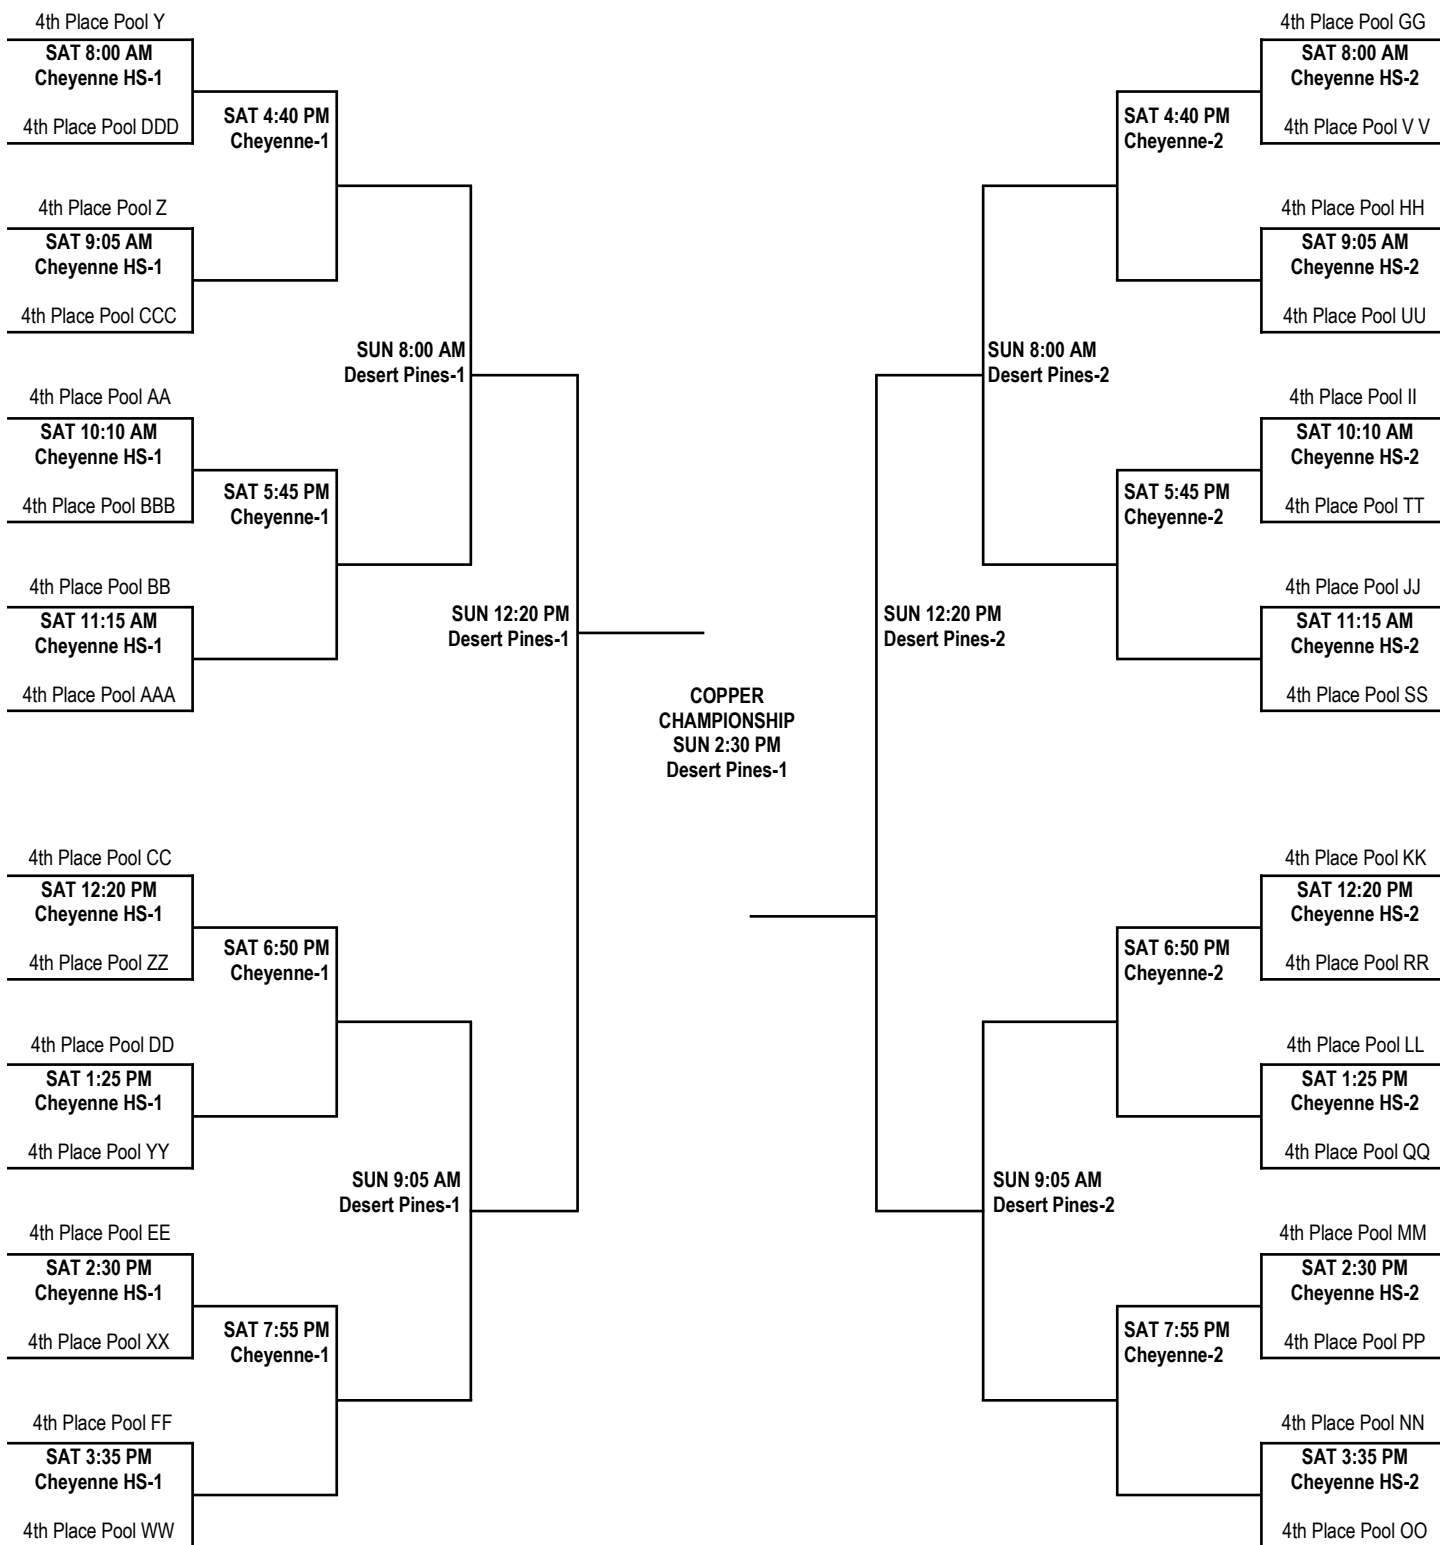 4th Place Pool Y
SAT 8:00 AM
Cheyenne HS-1
4th Place Pool DDD
SAT 4:40 PM
Cheyenne-1
4th Place Pool Z
SAT 9:05 AM
Cheyenne HS-1
4th Place Pool CCC
SUN 8:00 AM
Desert Pines-1
4th Place Pool AA
SAT 10:10 AM
Cheyenne HS-1
4th Place Pool BBB
SAT 5:45 PM
Cheyenne-1
4th Place Pool BB
SAT 11:15 AM
Cheyenne HS-1
4th Place Pool AAA
SUN 12:20 PM
Desert Pines-1
4th Place Pool CC
SAT 12:20 PM
Cheyenne HS-1
4th Place Pool ZZ
SAT 6:50 PM
Cheyenne-1
4th Place Pool DD
SAT 1:25 PM
Cheyenne HS-1
4th Place Pool YY
SUN 9:05 AM
Desert Pines-1
4th Place Pool EE
SAT 2:30 PM
Cheyenne HS-1
4th Place Pool XX
SAT 7:55 PM
Cheyenne-1
4th Place Pool FF
SAT 3:35 PM
Cheyenne HS-1
4th Place Pool WW
COPPER
CHAMPIONSHIP
SUN 2:30 PM
Desert Pines-1
4th Place Pool GG
SAT 8:00 AM
Cheyenne HS-2
4th Place Pool V V
SAT 4:40 PM
Cheyenne-2
4th Place Pool HH
SAT 9:05 AM
Cheyenne HS-2
4th Place Pool UU
SUN 8:00 AM
Desert Pines-2
4th Place Pool II
SAT 10:10 AM
Cheyenne HS-2
4th Place Pool TT
SAT 5:45 PM
Cheyenne-2
4th Place Pool JJ
SAT 11:15 AM
Cheyenne HS-2
4th Place Pool SS
SUN 12:20 PM
Desert Pines-2
4th Place Pool KK
SAT 12:20 PM
Cheyenne HS-2
4th Place Pool RR
SAT 6:50 PM
Cheyenne-2
4th Place Pool LL
SAT 1:25 PM
Cheyenne HS-2
4th Place Pool QQ
SUN 9:05 AM
Desert Pines-2
4th Place Pool MM
SAT 2:30 PM
Cheyenne HS-2
4th Place Pool PP
SAT 7:55 PM
Cheyenne-2
4th Place Pool NN
SAT 3:35 PM
Cheyenne HS-2
4th Place Pool OO